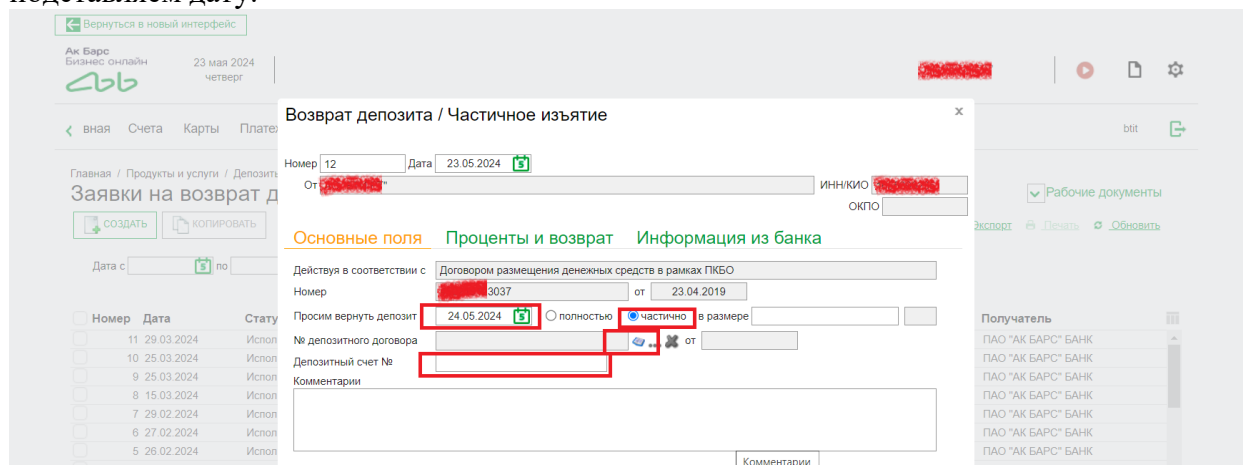 подставляем дату.
Вернуться в новый интерфейс
Ак Барс
Бизнес онлайн
23 мая 2024
четверг
Возврат депозита / Частичное изъятие
x
вная Счета Карты Плате
btit
Номер 12 Дата 23.05.2024
От ИНН/КИО
ОКПО
Главная / Продукты и услуги / Депозит
Заявки на возврат д
Рабочие документы
СОЗДАТЬ КОПИРОВАТЬ
Экспорт Печать Обновить
Основные поля Проценты и возврат Информация из банка
Дата с по
Действуя в соответствии с Договором размещения денежных средств в рамках ПКБО
Номер 3037 от 23.04.2019
Просим вернуть депозит 24.05.2024 полностью частично в размере
№ депозитного договора ... от
Депозитный счет №
Комментарии
Номер Дата Стату Получатель
11 29.03.2024 Испол ПАО "АК БАРС" БАНК
10 25.03.2024 Испол ПАО "АК БАРС" БАНК
9 25.03.2024 Испол ПАО "АК БАРС" БАНК
8 15.03.2024 Испол ПАО "АК БАРС" БАНК
7 29.02.2024 Испол ПАО "АК БАРС" БАНК
6 27.02.2024 Испол ПАО "АК БАРС" БАНК
5 26.02.2024 Испол ПАО "АК БАРС" БАНК
Комментарии